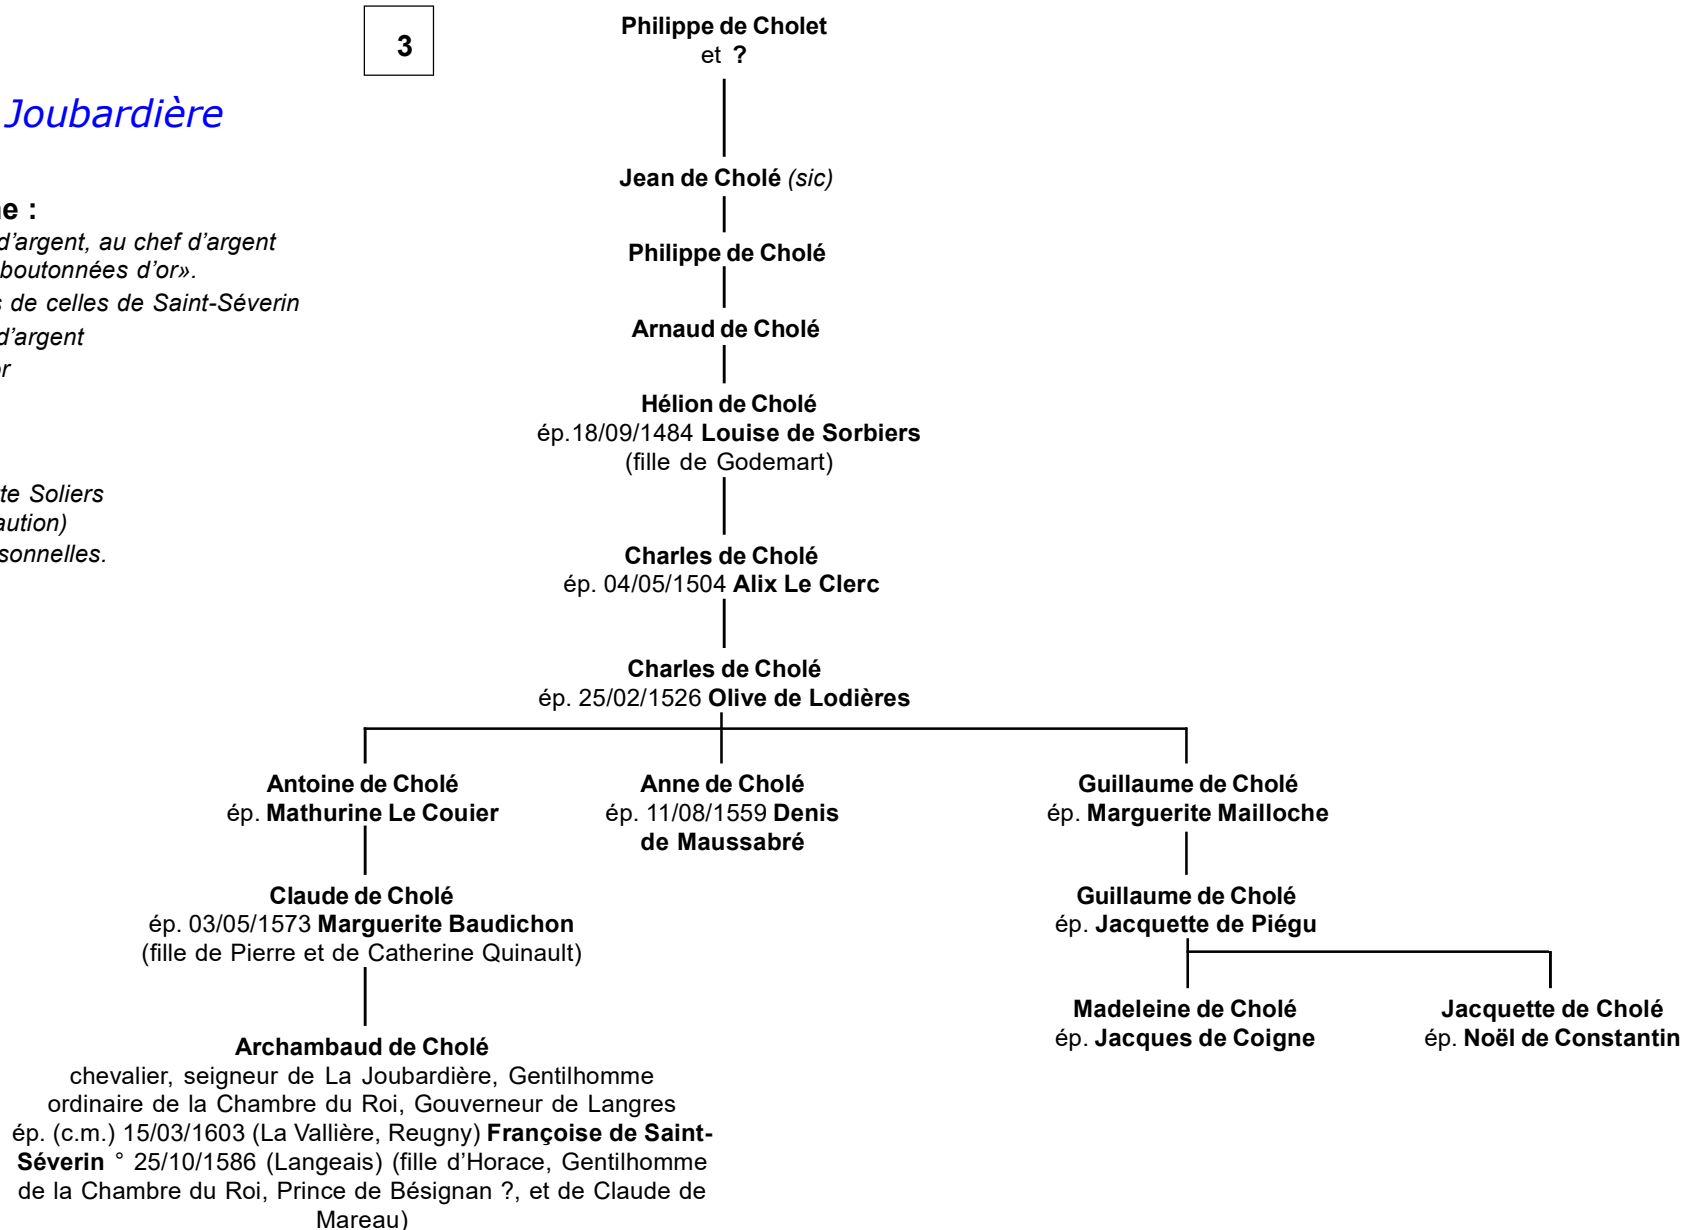 3
Joubardière
e :
d’argent, au chef d’argent
boutonnées d’or».
s de celles de Saint-Séverin
d’argent
r
te Soliers
aution)
sonnelles.
Philippe de Cholet
et ?
Jean de Cholé (sic)
Philippe de Cholé
Arnaud de Cholé
Hélion de Cholé
ép.18/09/1484 Louise de Sorbiers
(fille de Godemart)
Charles de Cholé
ép. 04/05/1504 Alix Le Clerc
Charles de Cholé
ép. 25/02/1526 Olive de Lodières
Antoine de Cholé
ép. Mathurine Le Couier
Anne de Cholé
ép. 11/08/1559 Denis
de Maussabré
Guillaume de Cholé
ép. Marguerite Mailloche
Claude de Cholé
ép. 03/05/1573 Marguerite Baudichon
(fille de Pierre et de Catherine Quinault)
Guillaume de Cholé
ép. Jacquette de Piégu
Madeleine de Cholé
ép. Jacques de Coigne
Jacquette de Cholé
ép. Noël de Constantin
Archambaud de Cholé
chevalier, seigneur de La Joubardière, Gentilhomme
ordinaire de la Chambre du Roi, Gouverneur de Langres
ép. (c.m.) 15/03/1603 (La Vallière, Reugny) Françoise de Saint-
Séverin ° 25/10/1586 (Langeais) (fille d’Horace, Gentilhomme
de la Chambre du Roi, Prince de Bésignan ?, et de Claude de
Mareau)